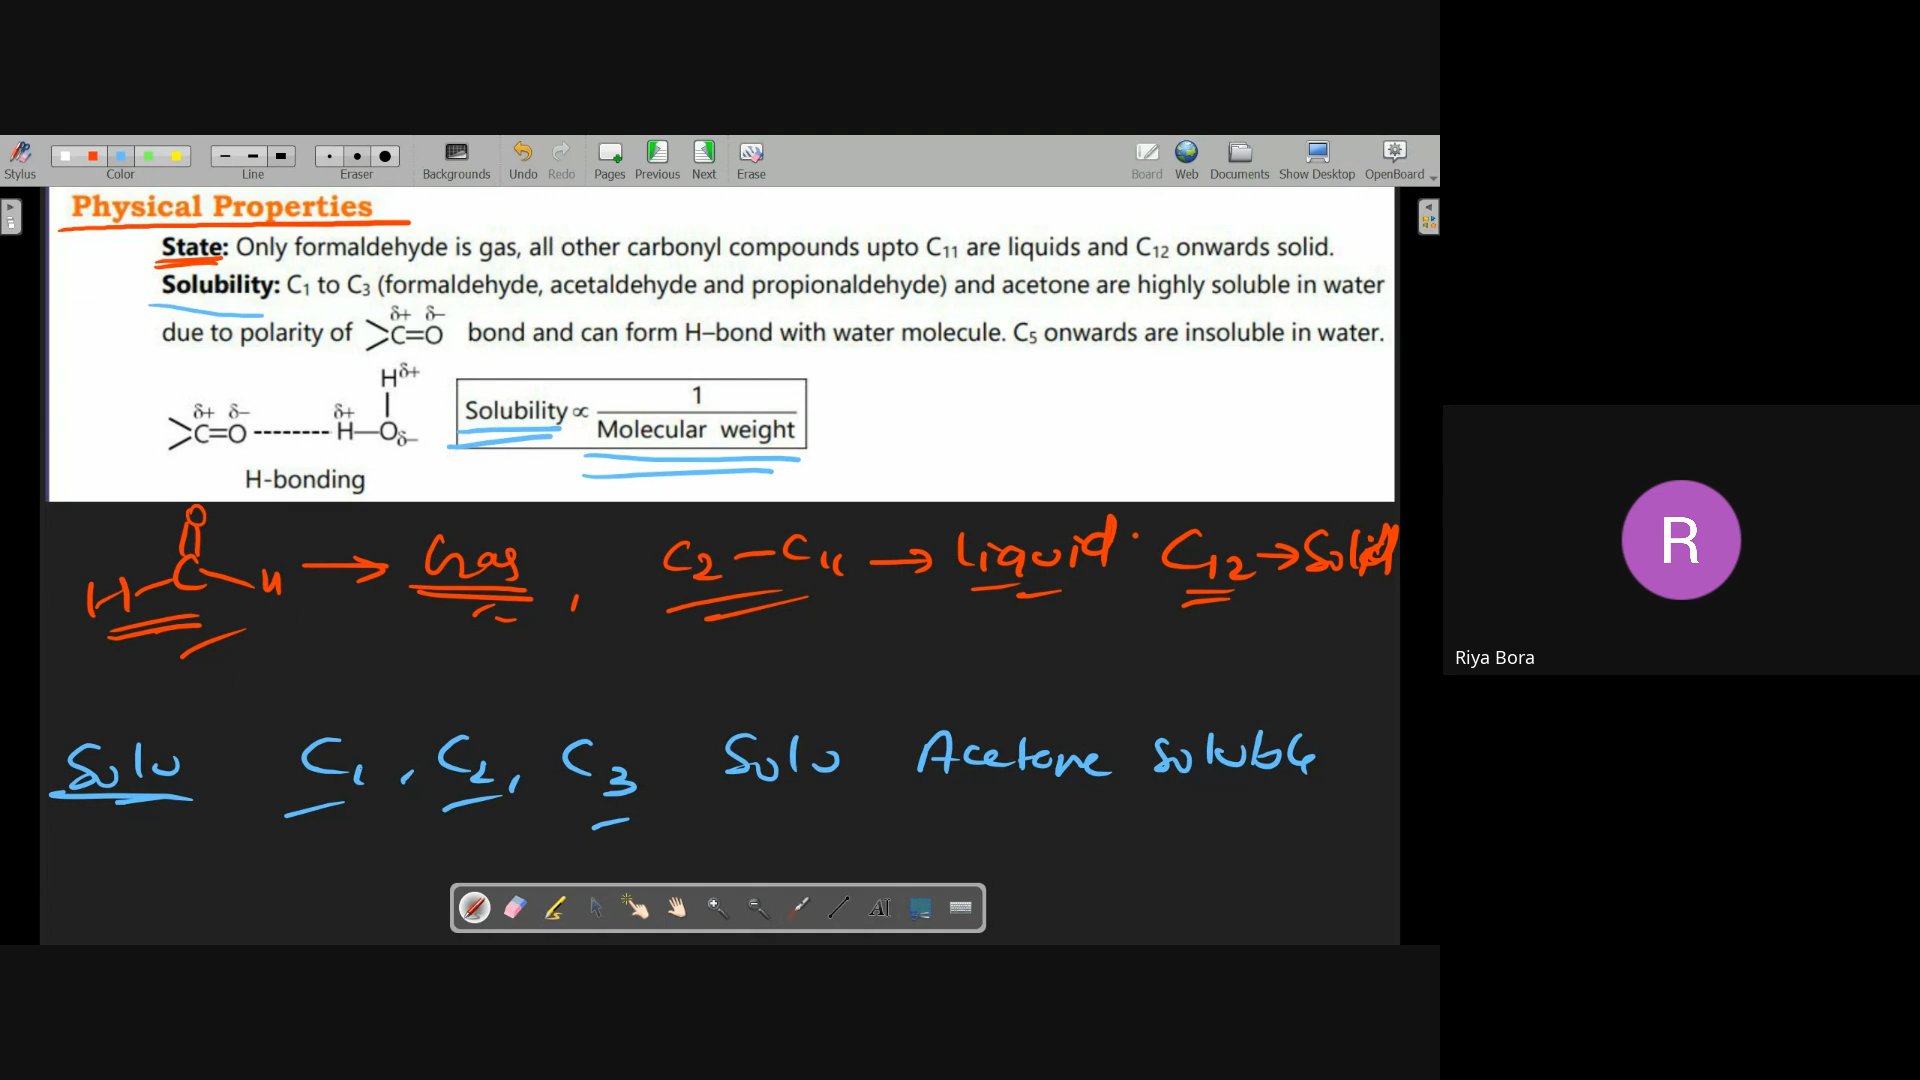 Stylus Color Line Eraser Backgrounds Undo Redo Pages Previous Next Erase Board Web Documents Show Desktop OpenBoard
Physical Properties
State: Only formaldehyde is gas, all other carbonyl compounds upto C₁₁ are liquids and C₁₂ onwards solid.
Solubility: C₁ to C₃ (formaldehyde, acetaldehyde and propionaldehyde) and acetone are highly soluble in water
δ+ δ–
due to polarity of >C=O bond and can form H–bond with water molecule. C₅ onwards are insoluble in water.
H δ+
δ+ δ– δ+
>C=O --------H—O δ–
Solubility ∝ 1 / Molecular weight
H-bonding
O
H C H → Gas , C₂ – C₁₁ → Liquid . C₁₂ → Solid
Solu C₁ , C₂ , C₃ Solu Acetone soluble
AI
R
Riya Bora